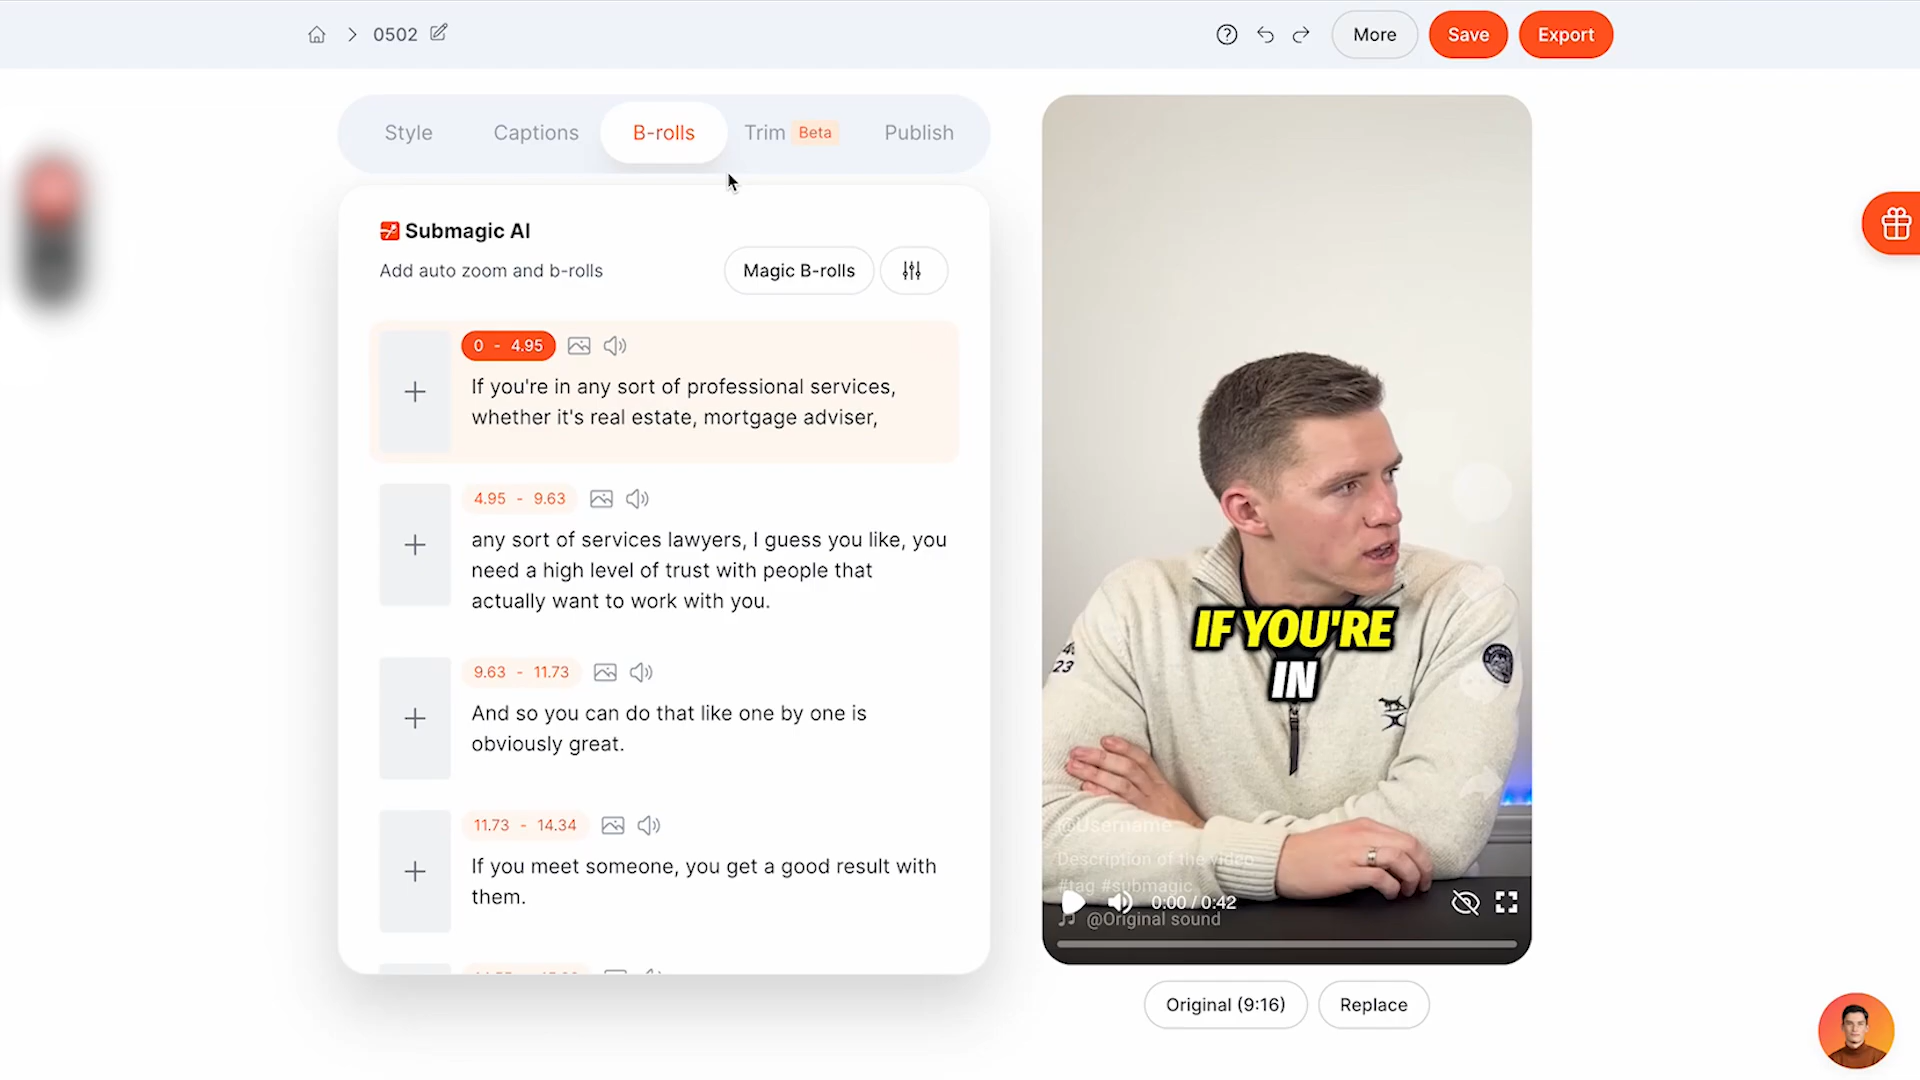 0502
More
Save
Export
Style
Captions
B-rolls
Trim Beta
Publish
Submagic AI
Add auto zoom and b-rolls
Magic B-rolls
0 - 4.95
If you're in any sort of professional services,
whether it's real estate, mortgage adviser,
4.95 - 9.63
any sort of services lawyers, I guess you like, you
need a high level of trust with people that
actually want to work with you.
9.63 - 11.73
And so you can do that like one by one is
obviously great.
11.73 - 14.34
If you meet someone, you get a good result with
them.
IF YOU'RE
IN
23
@Username
Description of the video
#tag #submagic
0:00 / 0:42
@Original sound
Original (9:16)
Replace